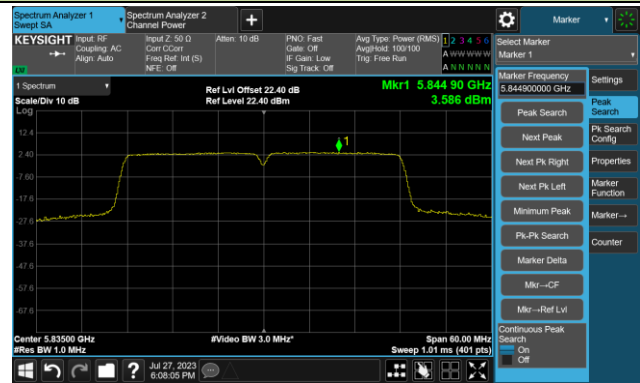 Spectrum Analyzer 1
Swept SA
Spectrum Analyzer 2
Channel Power
Marker
KEYSIGHT
Input: RF
Coupling: AC
Align: Auto
Input Z: 50 Ω
Corr CCorr
Freq Ref: Int (S)
NFE: Off
Atten: 10 dB
PNO: Fast
Gate: Off
IF Gain: Low
Sig Track: Off
Avg Type: Power (RMS)
Avg|Hold: 100/100
Trig: Free Run
1 2 3 4 5 6
A W W W W W
A N N N N N
Select Marker
Marker 1
1 Spectrum
Scale/Div 10 dB
Log
Ref Lvl Offset 22.40 dB
Ref Level 22.40 dBm
Mkr1 5.844 90 GHz
3.586 dBm
12.4
2.40
-7.60
-17.6
-27.6
-37.6
-47.6
-57.6
-67.6
1
Center 5.83500 GHz
#Res BW 1.0 MHz
#Video BW 3.0 MHz*
Span 60.00 MHz
Sweep 1.01 ms (401 pts)
Marker Frequency
5.844900000 GHz
Peak Search
Next Peak
Next Pk Right
Next Pk Left
Minimum Peak
Pk-Pk Search
Marker Delta
Mkr→CF
Mkr→Ref Lvl
Continuous Peak
Search
On
Off
Settings
Peak
Search
Pk Search
Config
Properties
Marker
Function
Marker→
Counter
?
Jul 27, 2023
6:08:05 PM